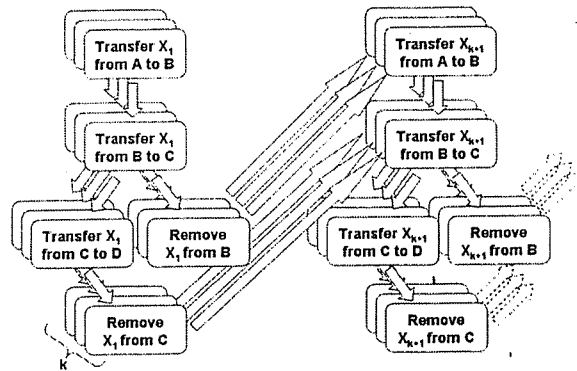 Transfer X1
from A to B
Transfer X1
from B to C
Transfer X1
from C to D
Remove
X1 from B
Remove
X1 from C
k
Transfer Xk+1
from A to B
Transfer Xk+1
from B to C
Transfer Xk+1
from C to D
Remove
Xk+1 from B
Remove
Xk+1 from C